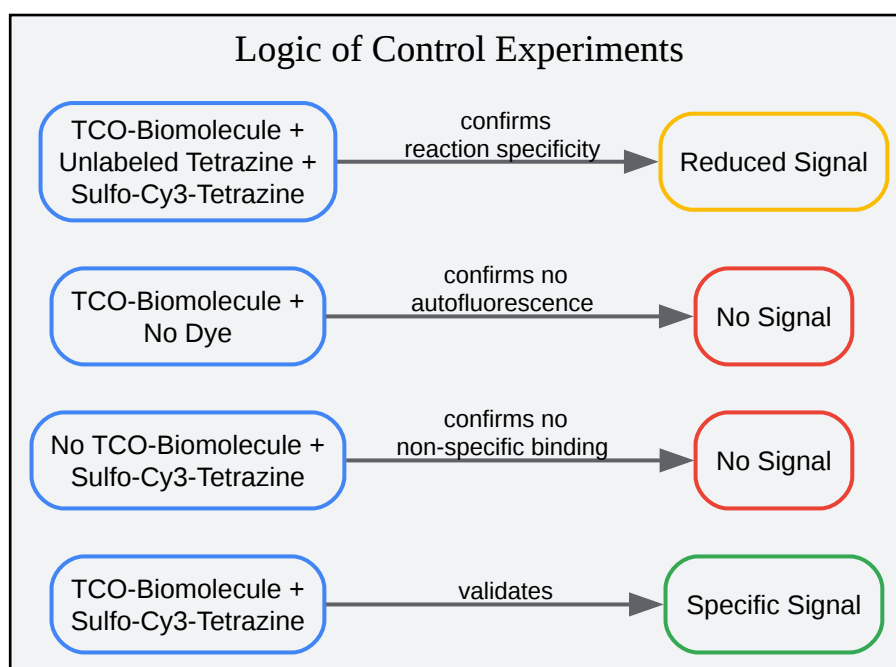 Logic of Control Experiments
TCO-Biomolecule +
Unlabeled Tetrazine +
Sulfo-Cy3-Tetrazine
confirms
reaction specificity
Reduced Signal
TCO-Biomolecule +
No Dye
confirms no
autofluorescence
No Signal
No TCO-Biomolecule +
Sulfo-Cy3-Tetrazine
confirms no
non-specific binding
No Signal
TCO-Biomolecule +
Sulfo-Cy3-Tetrazine
validates
Specific Signal